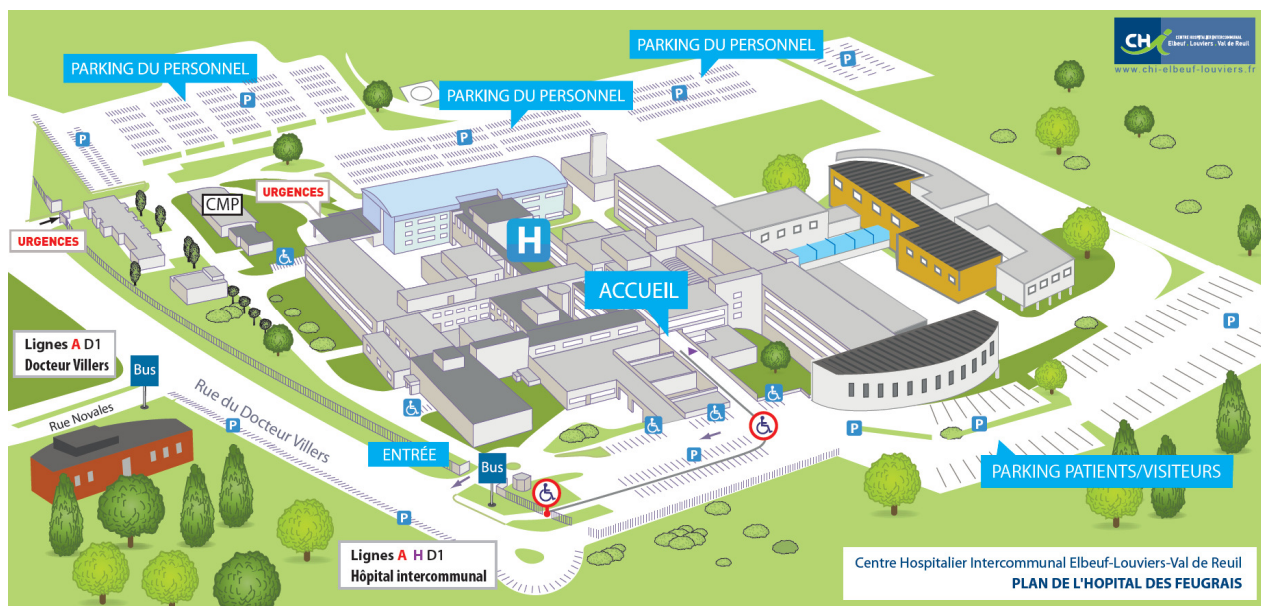 PARKING DU PERSONNEL
CHi
CENTRE HOSPITALIER INTERCOMMUNAL
Elbeuf . Louviers . Val de Reuil
www.chi-elbeuf-louviers.fr
PARKING DU PERSONNEL
P
PARKING DU PERSONNEL
P
P
P
P
URGENCES
CMP
URGENCES
H
ACCUEIL
P
Lignes A D1
Docteur Villers
Bus
Rue Novales
Rue du Docteur Villers
P
ENTRÉE
P
P
P
Bus
PARKING PATIENTS/VISITEURS
P
Lignes A H D1
Hôpital intercommunal
Centre Hospitalier Intercommunal Elbeuf-Louviers-Val de Reuil
PLAN DE L'HOPITAL DES FEUGRAIS